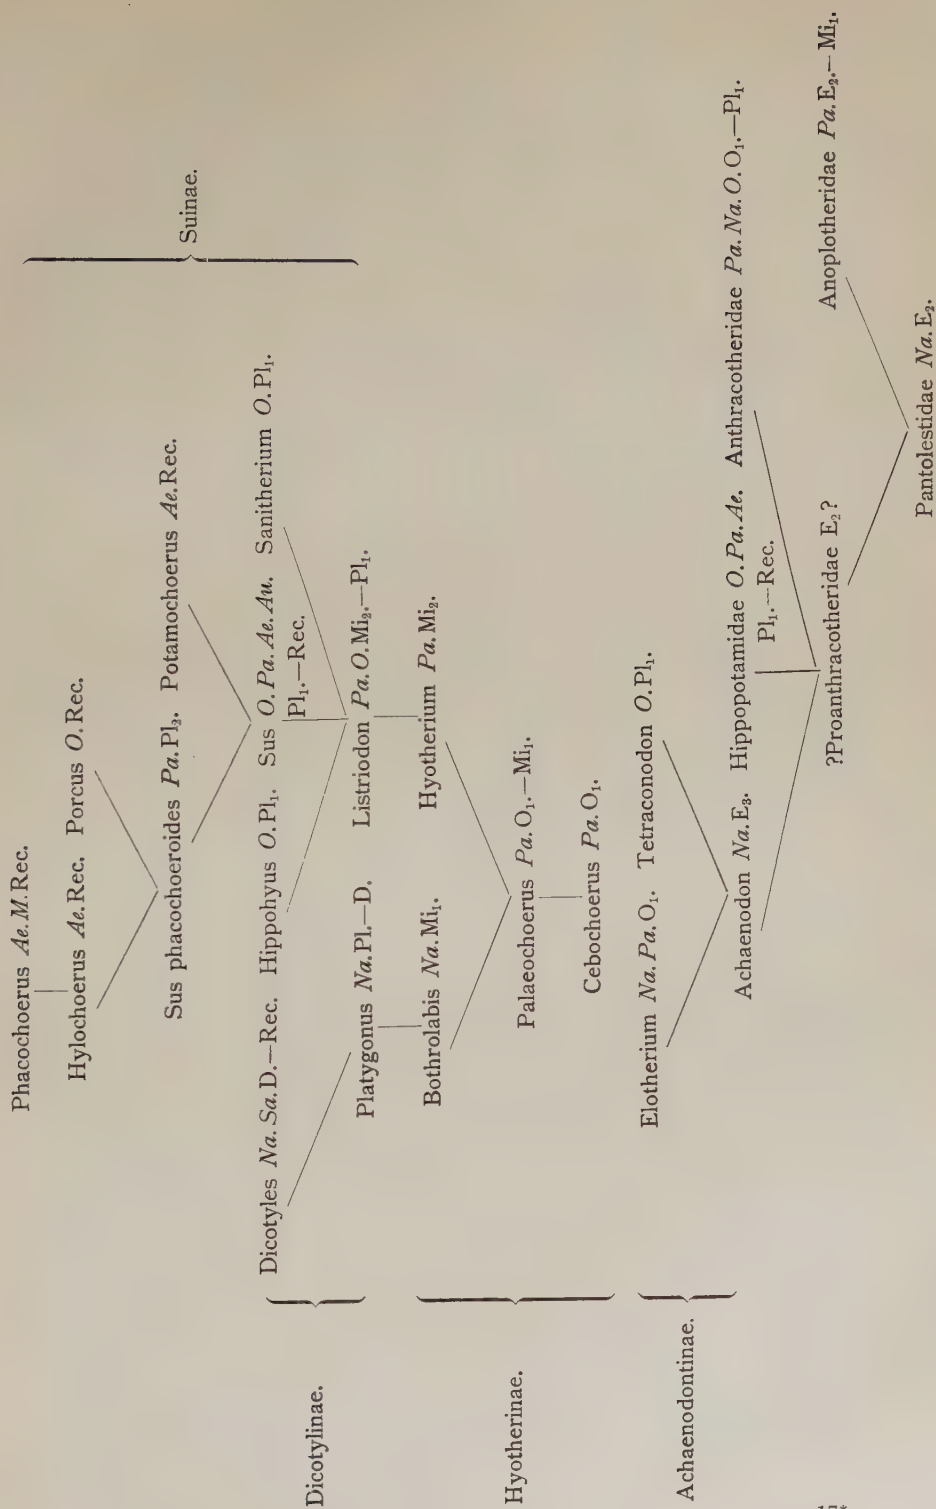 Phacochoerus Ae.M.Rec.
Hylochoerus Ae.Rec. Porcus O.Rec.
Suinae.
Sus phacochoeroides Pa.Pl₂. Potamochoerus Ae.Rec.
Dicotyles Na.Sa.D.—Rec. Hippohyus O.Pl₁. Sus O.Pa.Ae.Au. Sanitherium O.Pl₁.
Pl₁.—Rec.
Dicotylinae.
Platygonus Na.Pl.—D. Listriodon Pa.O.Mi₂.—Pl₁.
Bothrolabis Na.Mi₁. Hyotherium Pa.Mi₂.
Hyotherinae.
Palaeochoerus Pa.O₁.—Mi₁.
Cebochoerus Pa.O₁.
Elotherium Na.Pa.O₁. Tetraconodon O.Pl₁.
Achaenodontinae.
Achaenodon Na.E₃. Hippopotamidae O.Pa.Ae. Anthracotheridae Pa.Na.O.O₁.—Pl₁.
Pl₁.—Rec.
?Proanthracotheridae E₂? Anoplotheridae Pa.E₂.—Mi₁.
Pantolestidae Na.E₂.